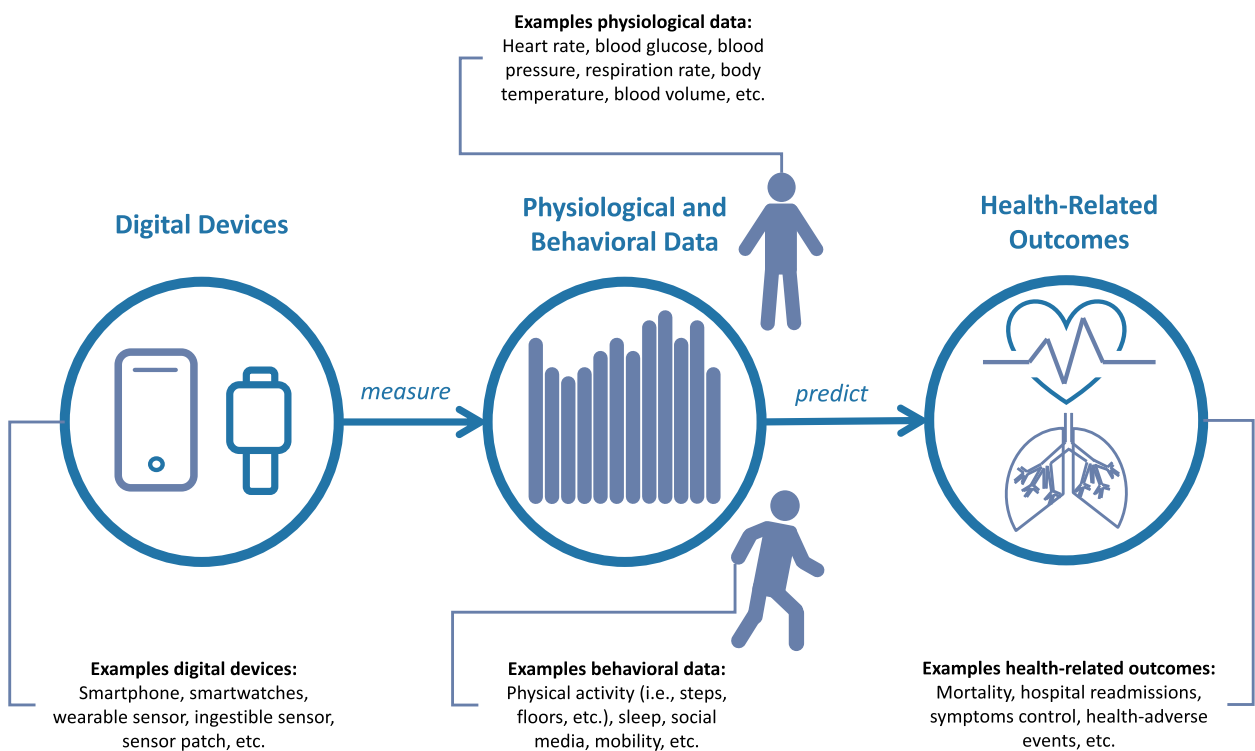 Examples physiological data:
Heart rate, blood glucose, blood
pressure, respiration rate, body
temperature, blood volume, etc.
Digital Devices
Physiological and
Behavioral Data
Health-Related
Outcomes
measure
predict
Examples digital devices:
Smartphone, smartwatches,
wearable sensor, ingestible sensor,
sensor patch, etc.
Examples behavioral data:
Physical activity (i.e., steps,
floors, etc.), sleep, social
media, mobility, etc.
Examples health-related outcomes:
Mortality, hospital readmissions,
symptoms control, health-adverse
events, etc.